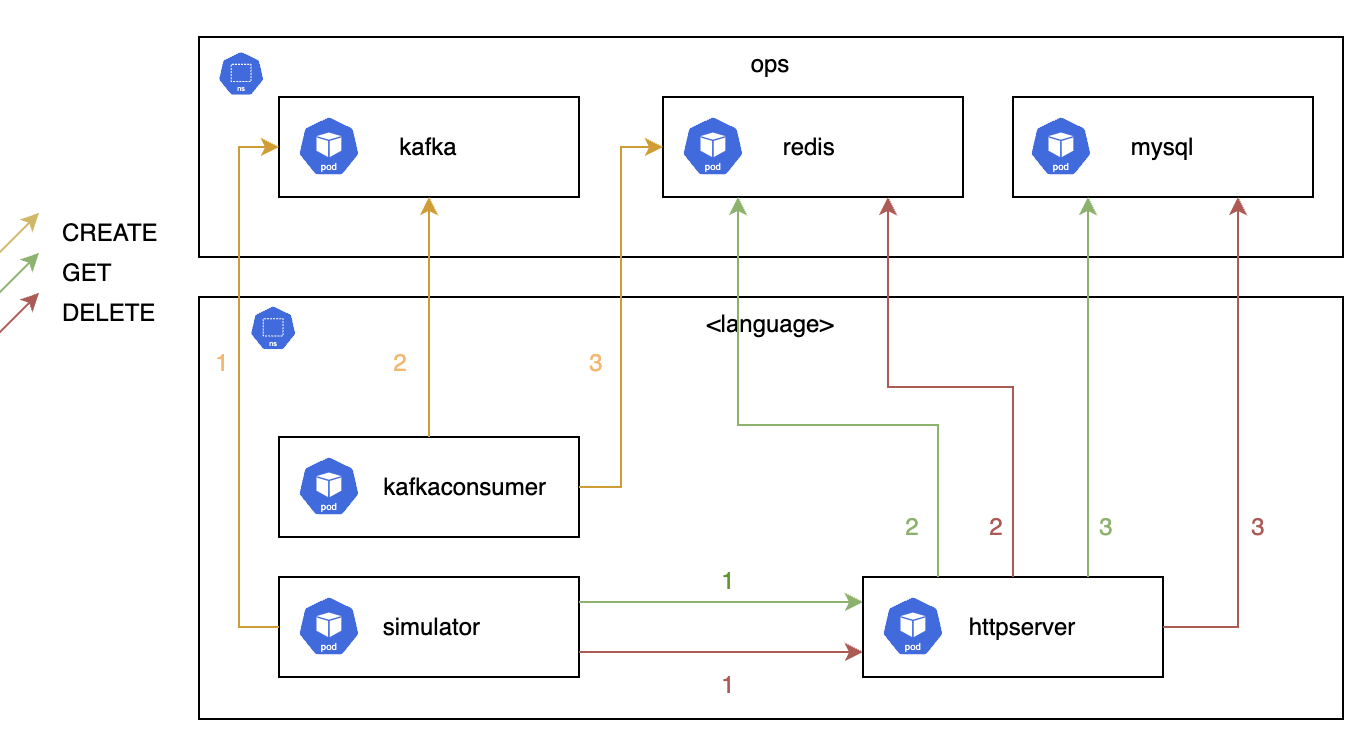 ops
ns
kafka
pod
redis
pod
mysql
pod
CREATE
GET
DELETE
<language>
ns
1
2
3
kafkaconsumer
pod
2
2
3
3
1
simulator
pod
httpserver
pod
1